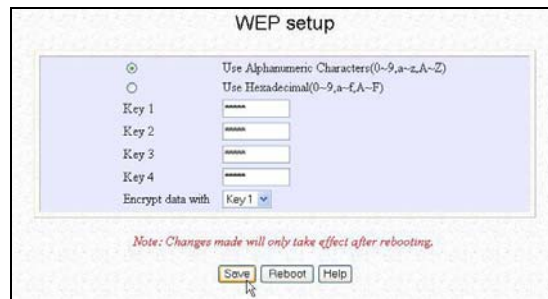 WEP setup
Use Alphanumeric Characters(0~9,a~z,A~Z)
Use Hexadecimal(0~9,a~f,A~F)
Key 1 *****
Key 2 *****
Key 3 *****
Key 4 *****
Encrypt data with Key 1
Note: Changes made will only take effect after rebooting.
Save Reboot Help